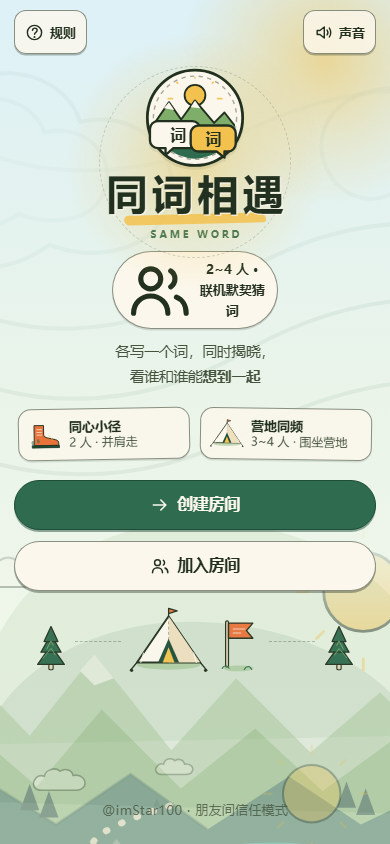 规则
声音
词
词
同词相遇
SAME WORD
2~4 人 •
联机默契猜
词
各写一个词，同时揭晓，
看谁和谁能想到一起
同心小径
2 人 · 并肩走
营地同频
3~4 人 · 围坐营地
创建房间
加入房间
@imStar100 · 朋友间信任模式